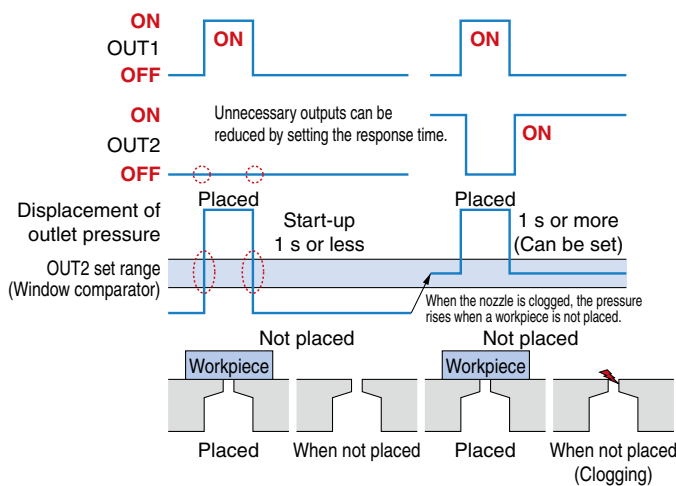 ON
OUT1
OFF
ON
ON
ON
OUT2
OFF
Unnecessary outputs can be
reduced by setting the response time.
ON
Placed
Placed
Displacement of
outlet pressure
Start-up
1 s or less
1 s or more
(Can be set)
OUT2 set range
(Window comparator)
When the nozzle is clogged, the pressure
rises when a workpiece is not placed.
Not placed
Not placed
Workpiece
Workpiece
Placed
When not placed
Placed
When not placed
(Clogging)